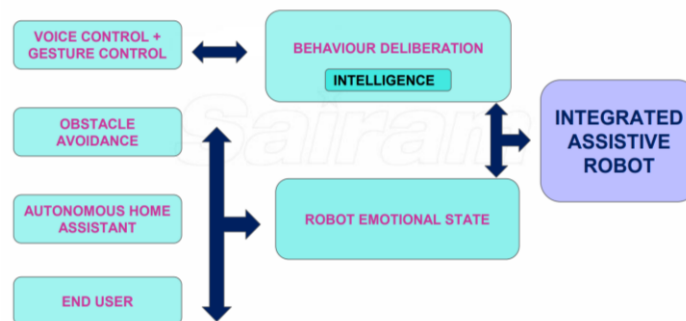 VOICE CONTROL +
GESTURE CONTROL
BEHAVIOUR DELIBERATION
INTELLIGENCE
OBSTACLE
AVOIDANCE
INTEGRATED
ASSISTIVE
ROBOT
AUTONOMOUS HOME
ASSISTANT
ROBOT EMOTIONAL STATE
END USER
Sairam